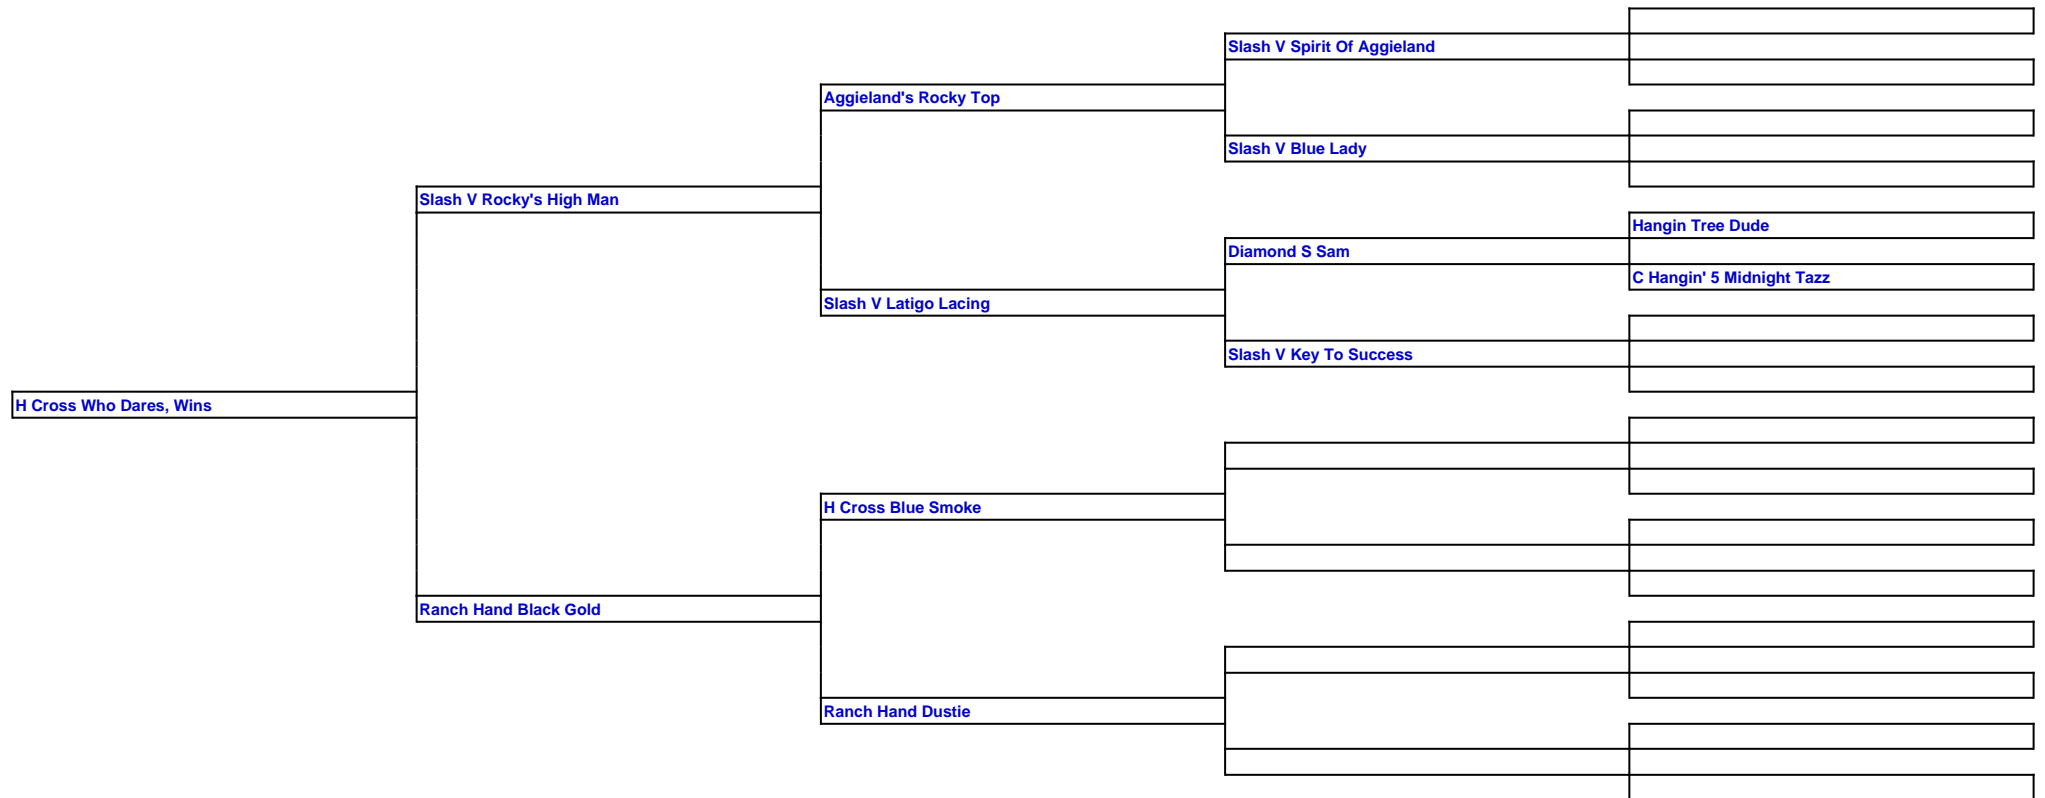 Slash V Spirit Of Aggieland
Aggieland's Rocky Top
Slash V Blue Lady
Slash V Rocky's High Man
Hangin Tree Dude
Diamond S Sam
C Hangin' 5 Midnight Tazz
Slash V Latigo Lacing
Slash V Key To Success
H Cross Who Dares, Wins
H Cross Blue Smoke
Ranch Hand Black Gold
Ranch Hand Dustie